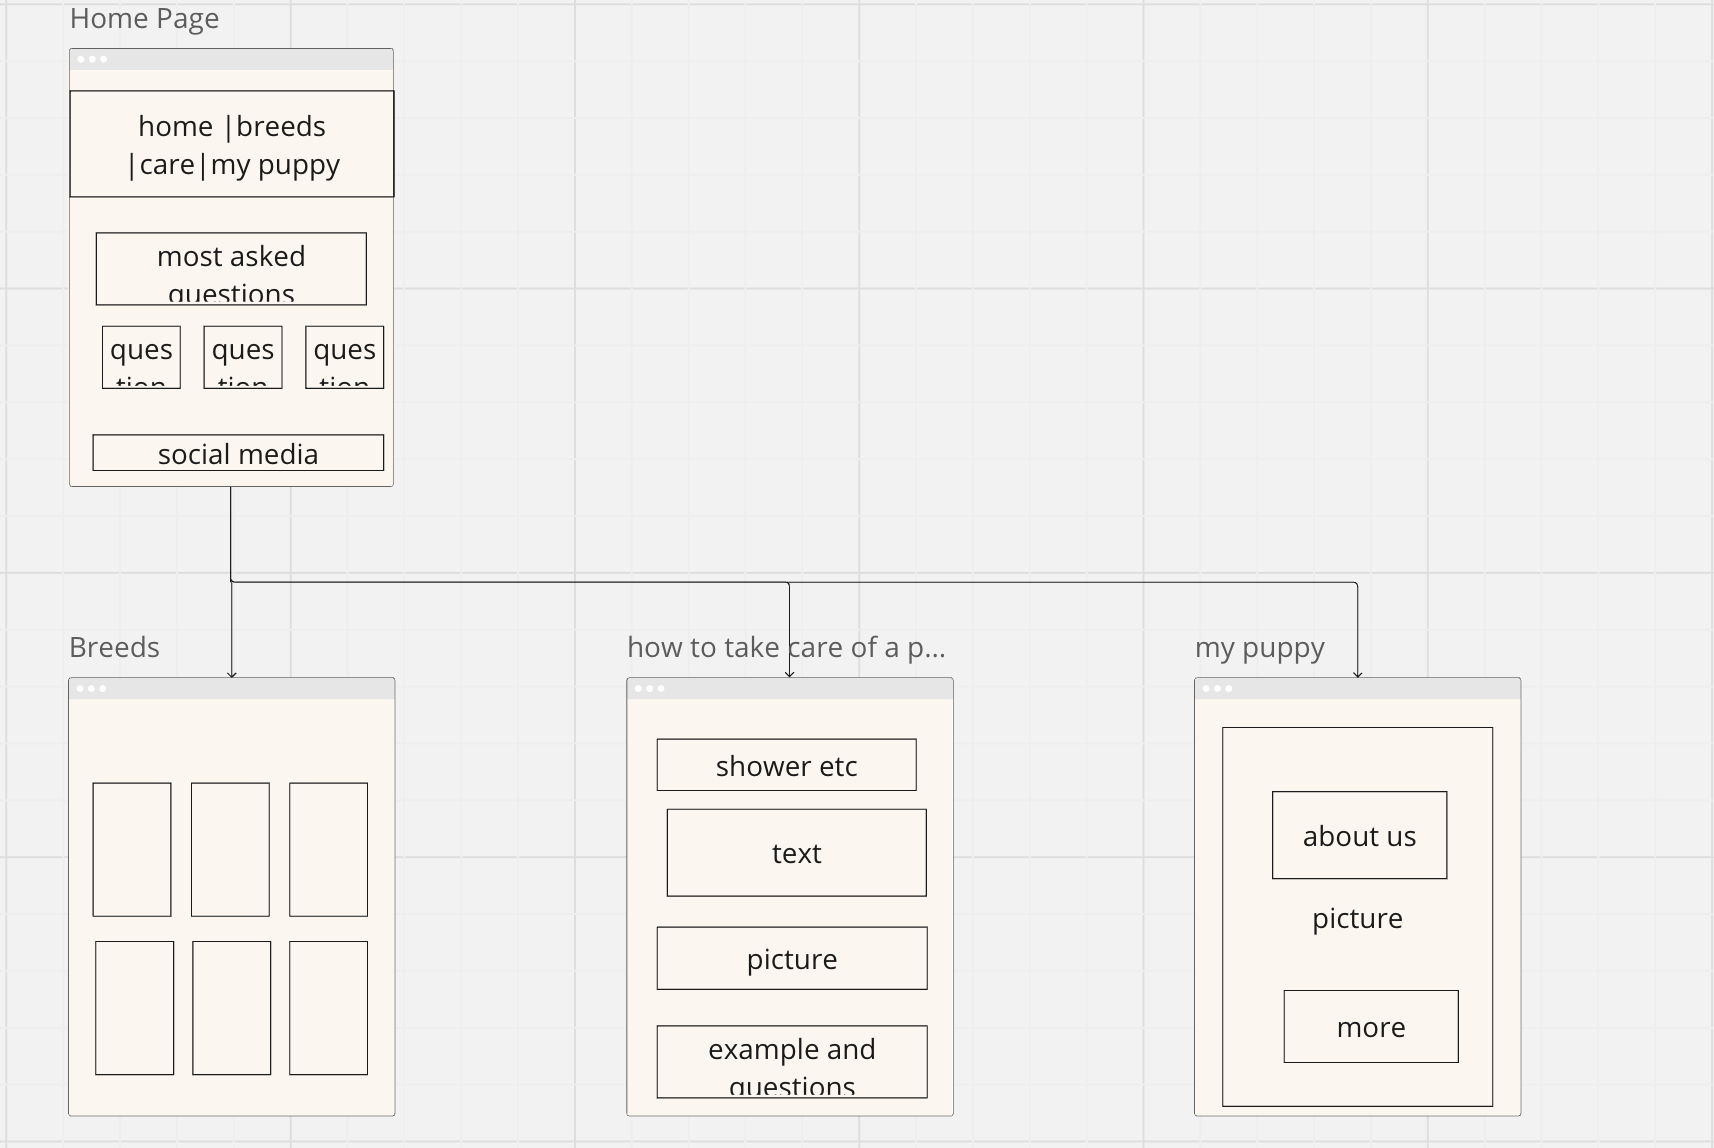 Home Page
home |breeds
|care|my puppy
most asked
questions
ques
tion
ques
tion
ques
tion
social media
Breeds
how to take care of a p...
shower etc
text
picture
example and
questions
my puppy
about us
picture
more